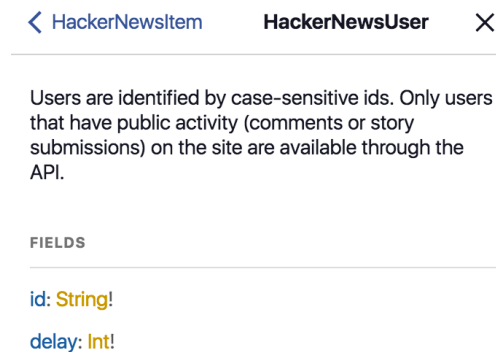 HackerNewsItem HackerNewsUser
Users are identified by case-sensitive ids. Only users
that have public activity (comments or story
submissions) on the site are available through the
API.
FIELDS
id: String!
delay: Int!